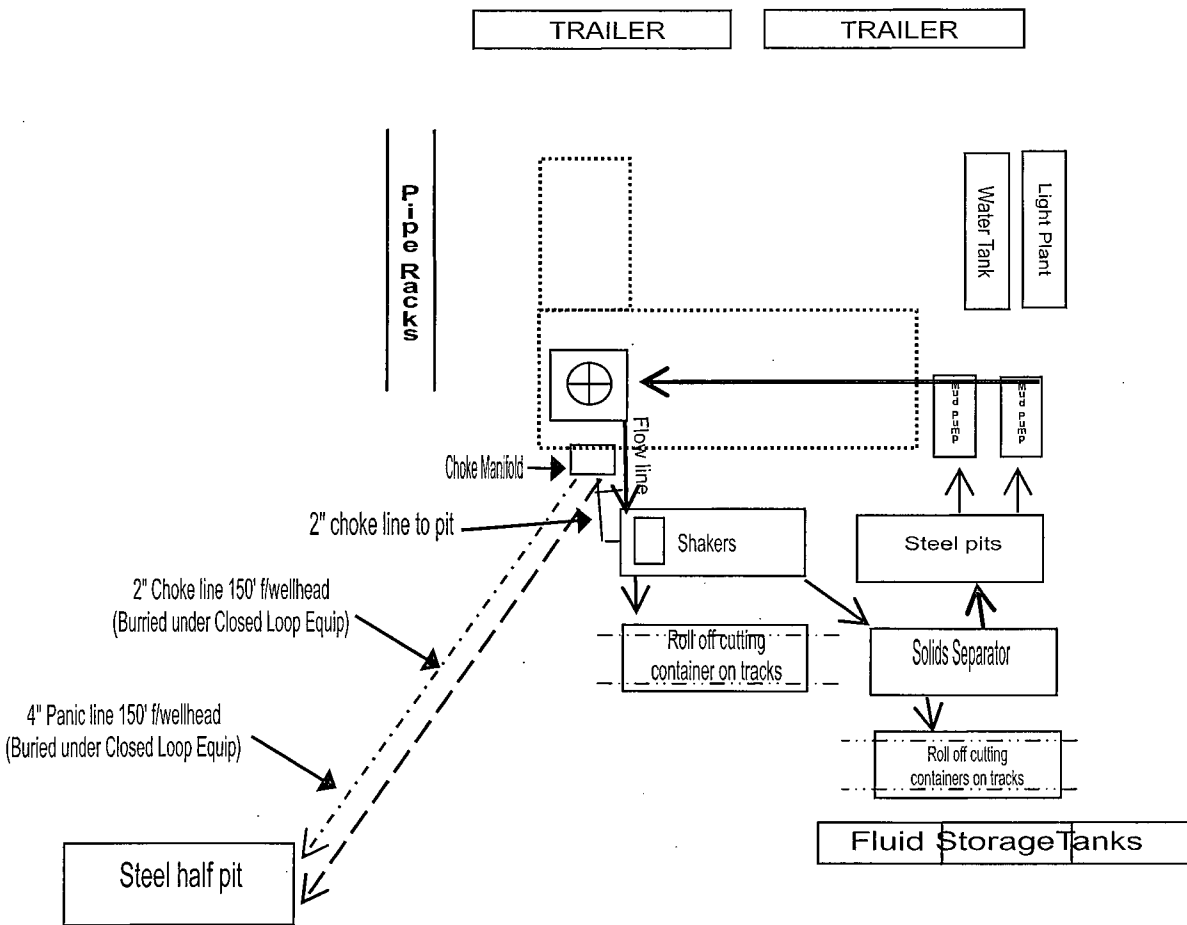 TRAILER
TRAILER
Pipe Racks
Water Tank
Light Plant
Mud PuMP
Mud PuMP
Flow line
Choke Manifold
2" choke line to pit
Shakers
Steel pits
2" Choke line 150' f/wellhead
(Burried under Closed Loop Equip)
Roll off cutting
container on tracks
Solids Separator
4" Panic line 150' f/wellhead
(Buried under Closed Loop Equip)
Roll off cutting
containers on tracks
Fluid StorageTanks
Steel half pit